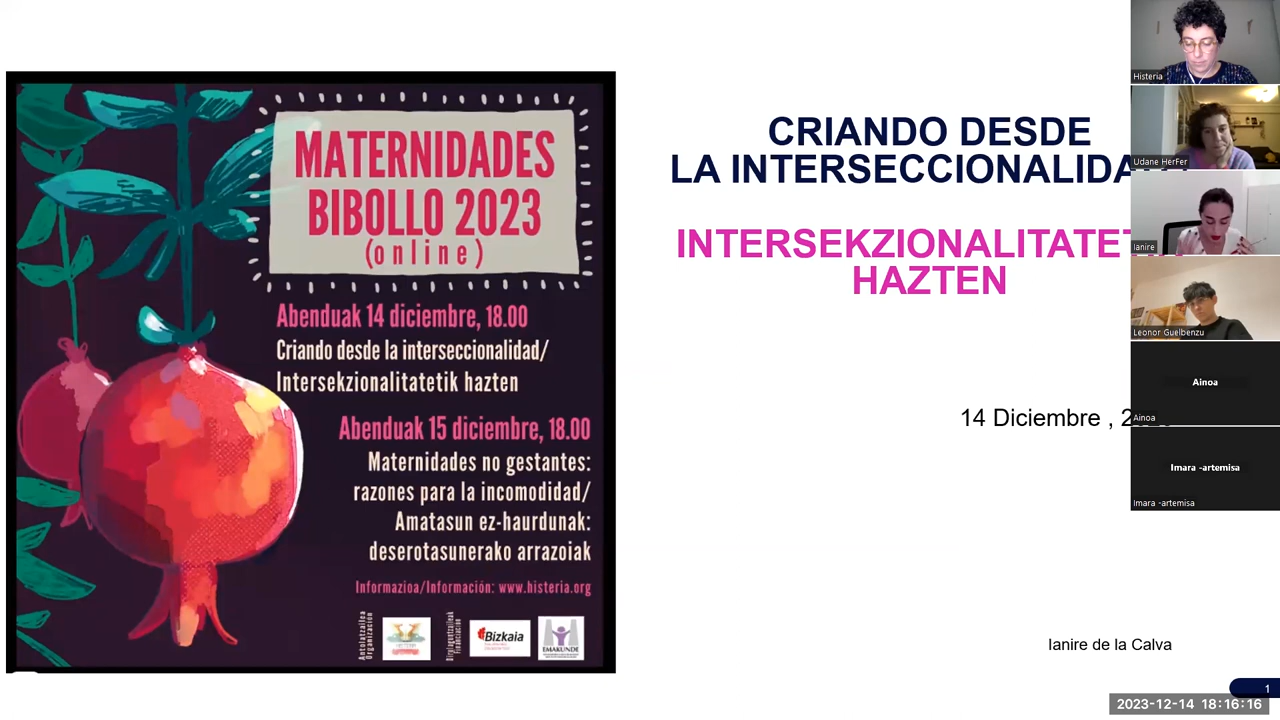 MATERNIDADES
BIBOLLO 2023
(online)
Abenduak 14 diciembre, 18.00
Criando desde la interseccionalidad/
Intersekzionalitatetik hazten
Abenduak 15 diciembre, 18.00
Maternidades no gestantes:
razones para la incomodidad/
Amatasun ez-haurdunak:
deserotasunerako arrazoiak
Informazioa/Información: www.histeria.org
Antolatzailea
Organización
HISTERIA
Dirulaguntzaileak
Financiación
Bizkaia
EMAKUNDE
CRIANDO DESDE
LA INTERSECCIONALIDA
INTERSEKZIONALITATET
HAZTEN
14 Diciembre , 2
Ianire de la Calva
1
2023-12-14 18:16:16
Histeria
Udane HerFer
Ianire
Leonor Guelbenzu
Ainoa
Ainoa
Imara -artemisa
Imara -artemisa